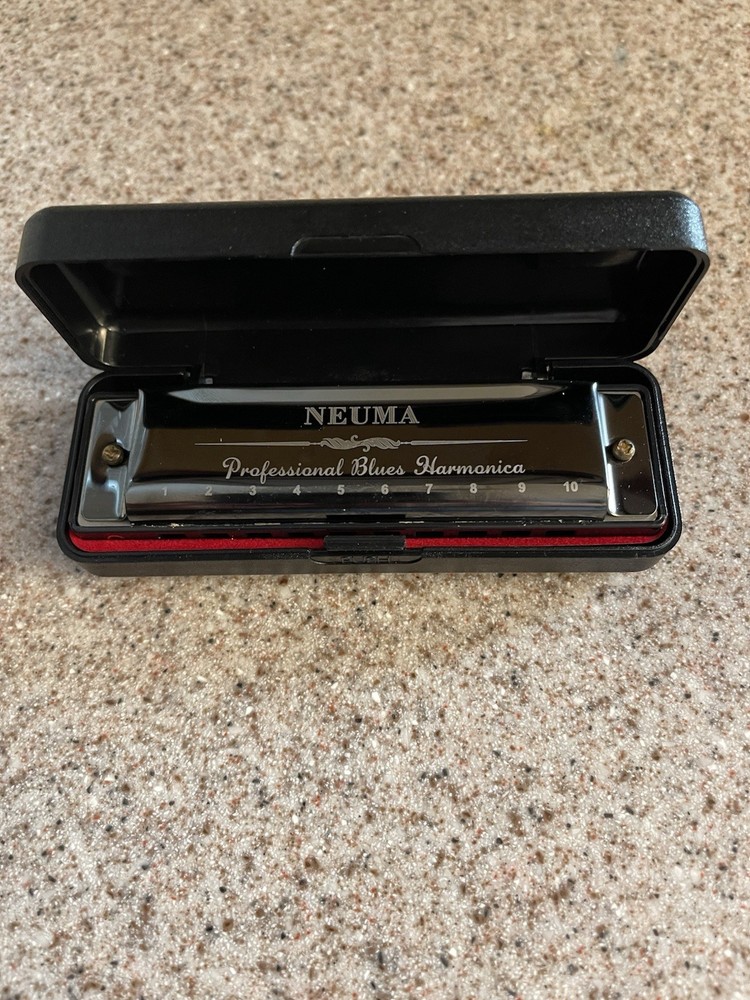 NEUMA
Professional Blues Harmonica
1 2 3 4 5 6 7 8 9 10